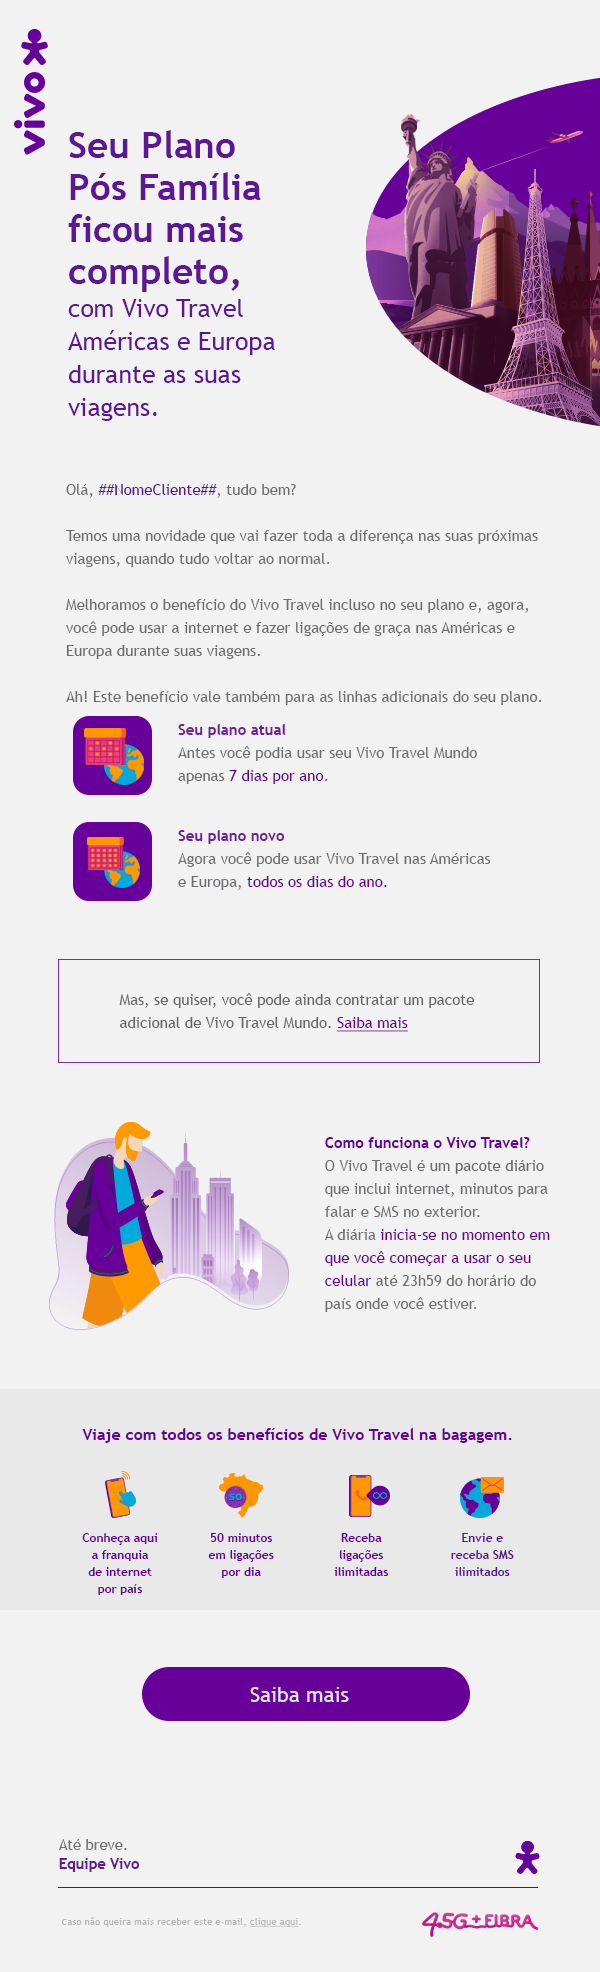 vivo
Seu Plano
Pós Família
ficou mais
completo,
com Vivo Travel
Américas e Europa
durante as suas
viagens.
Olá, ##NomeCliente##, tudo bem?
Temos uma novidade que vai fazer toda a diferença nas suas próximas
viagens, quando tudo voltar ao normal.
Melhoramos o benefício do Vivo Travel incluso no seu plano e, agora,
você pode usar a internet e fazer ligações de graça nas Américas e
Europa durante suas viagens.
Ah! Este benefício vale também para as linhas adicionais do seu plano.
Seu plano atual
Antes você podia usar seu Vivo Travel Mundo
apenas 7 dias por ano.
Seu plano novo
Agora você pode usar Vivo Travel nas Américas
e Europa, todos os dias do ano.
Mas, se quiser, você pode ainda contratar um pacote
adicional de Vivo Travel Mundo. Saiba mais
Como funciona o Vivo Travel?
O Vivo Travel é um pacote diário
que inclui internet, minutos para
falar e SMS no exterior.
A diária inicia-se no momento em
que você começar a usar o seu
celular até 23h59 do horário do
país onde você estiver.
Viaje com todos os benefícios de Vivo Travel na bagagem.
50
Conheça aqui
a franquia
de internet
por país
50 minutos
em ligações
por dia
Receba
ligações
ilimitadas
Envie e
receba SMS
ilimitados
Saiba mais
Até breve.
Equipe Vivo
Caso não queira mais receber este e-mail, clique aqui.
4.5G + FIBRA